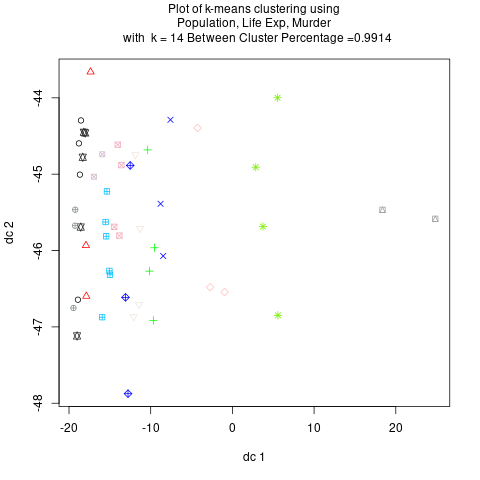 Plot of k-means clustering using
Population, Life Exp, Murder
with k = 14 Between Cluster Percentage =0.9914
-44
-45
-46
-47
-48
dc 2
-20
-10
0
10
20
dc 1